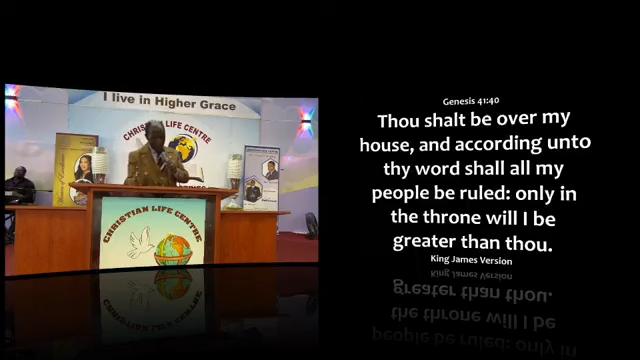 I live in Higher Grace
CHRISTIAN LIFE CENTRE
CHRISTIAN LIFE CENTRE
Genesis 41:40
Thou shalt be over my
house, and according unto
thy word shall all my
people be ruled: only in
the throne will I be
greater than thou.
King James Version